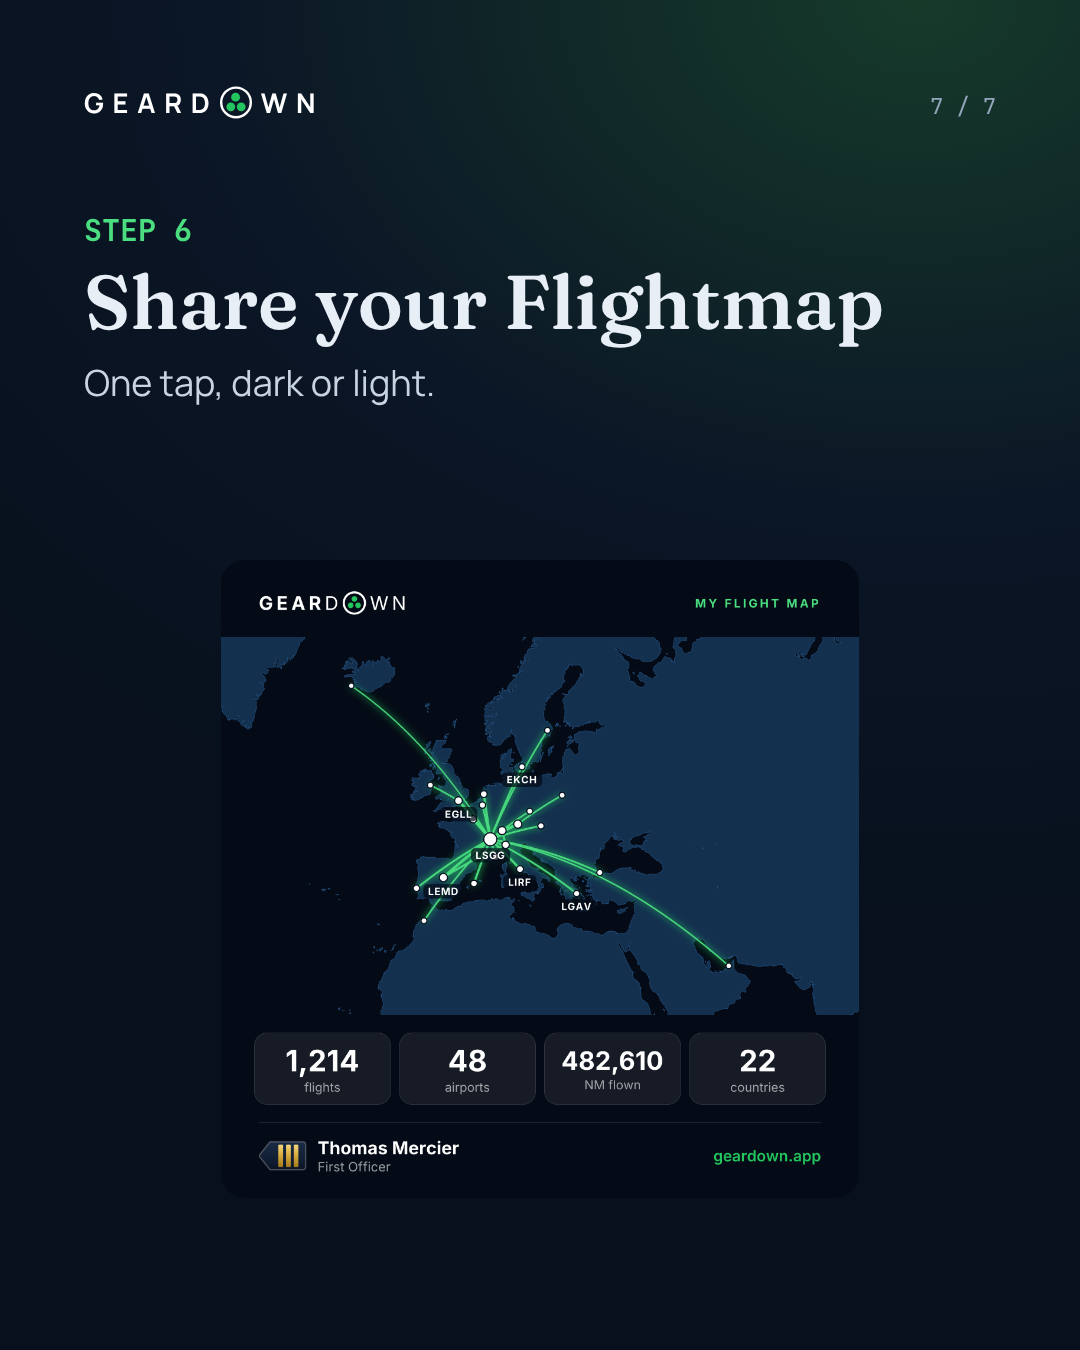 GEARDOWN
7 / 7
STEP 6
Share your Flightmap
One tap, dark or light.
GEARDOWN
MY FLIGHT MAP
EKCH
EGLL
LSGG
LEMD
LIRF
LGAV
1,214
flights
48
airports
482,610
NM flown
22
countries
Thomas Mercier
First Officer
geardown.app